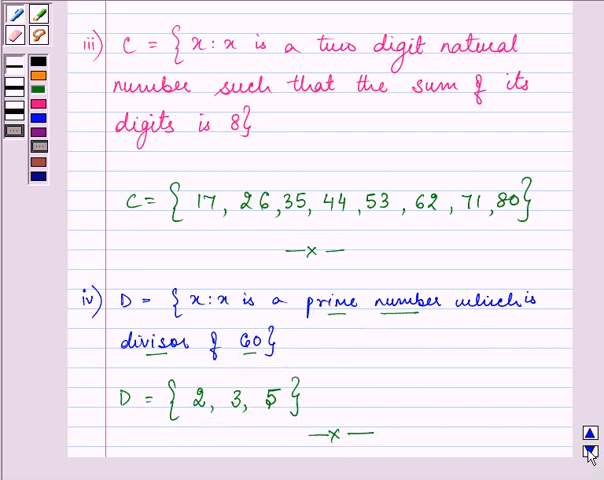 iii) C = { x : x is a two digit natural
number such that the sum of its
digits is 8}
C = { 17, 26, 35, 44, 53, 62, 71, 80}
—x—
iv) D = { x : x is a prime number which is
divisor of 60}
D = { 2, 3, 5 }
—x—